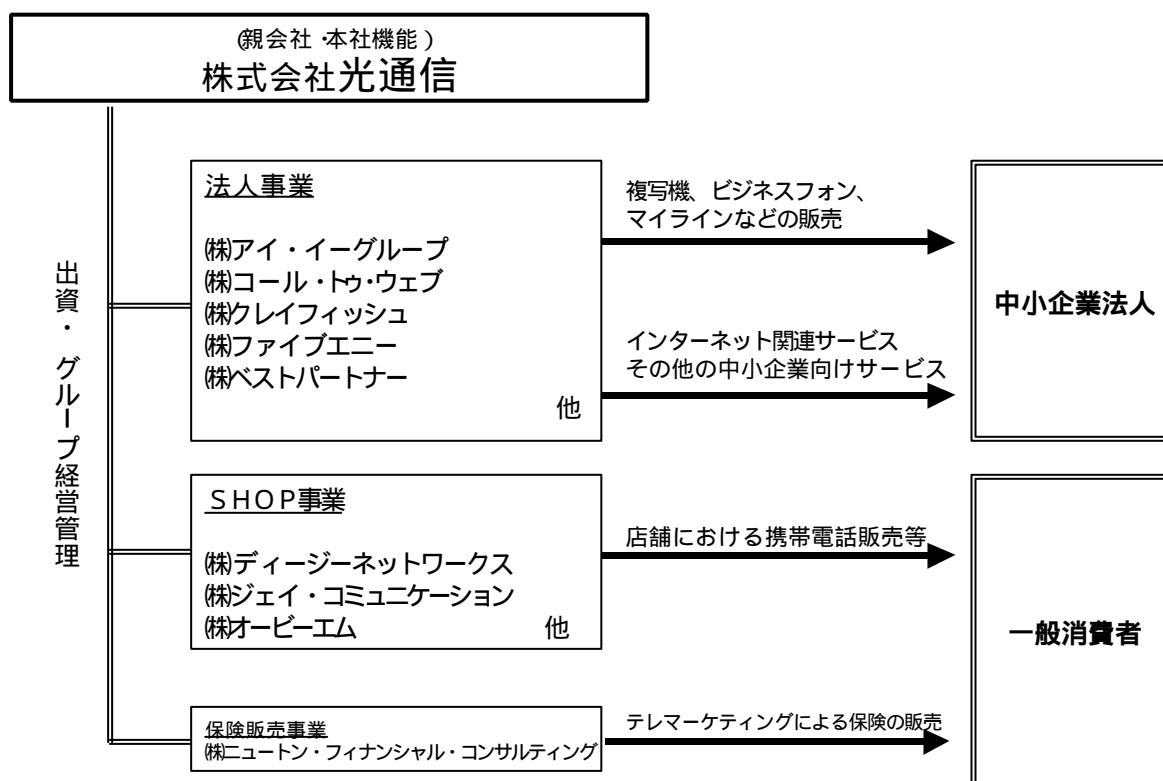 (親会社・本社機能)
株式会社光通信
出資・グループ経営管理
法人事業
㈱アイ・イーグループ
㈱コール・トゥ・ウェブ
㈱クレイフィッシュ
㈱ファイブエニー
㈱ベストパートナー
他
複写機、ビジネスフォン、
マイラインなどの販売
インターネット関連サービス
その他の中小企業向けサービス
中小企業法人
SHOP事業
㈱ディージーネットワークス
㈱ジェイ・コミュニケーション
㈱オービーエム 他
店舗における携帯電話販売等
一般消費者
保険販売事業
㈱ニュートン・フィナンシャル・コンサルティング
テレマーケティングによる保険の販売